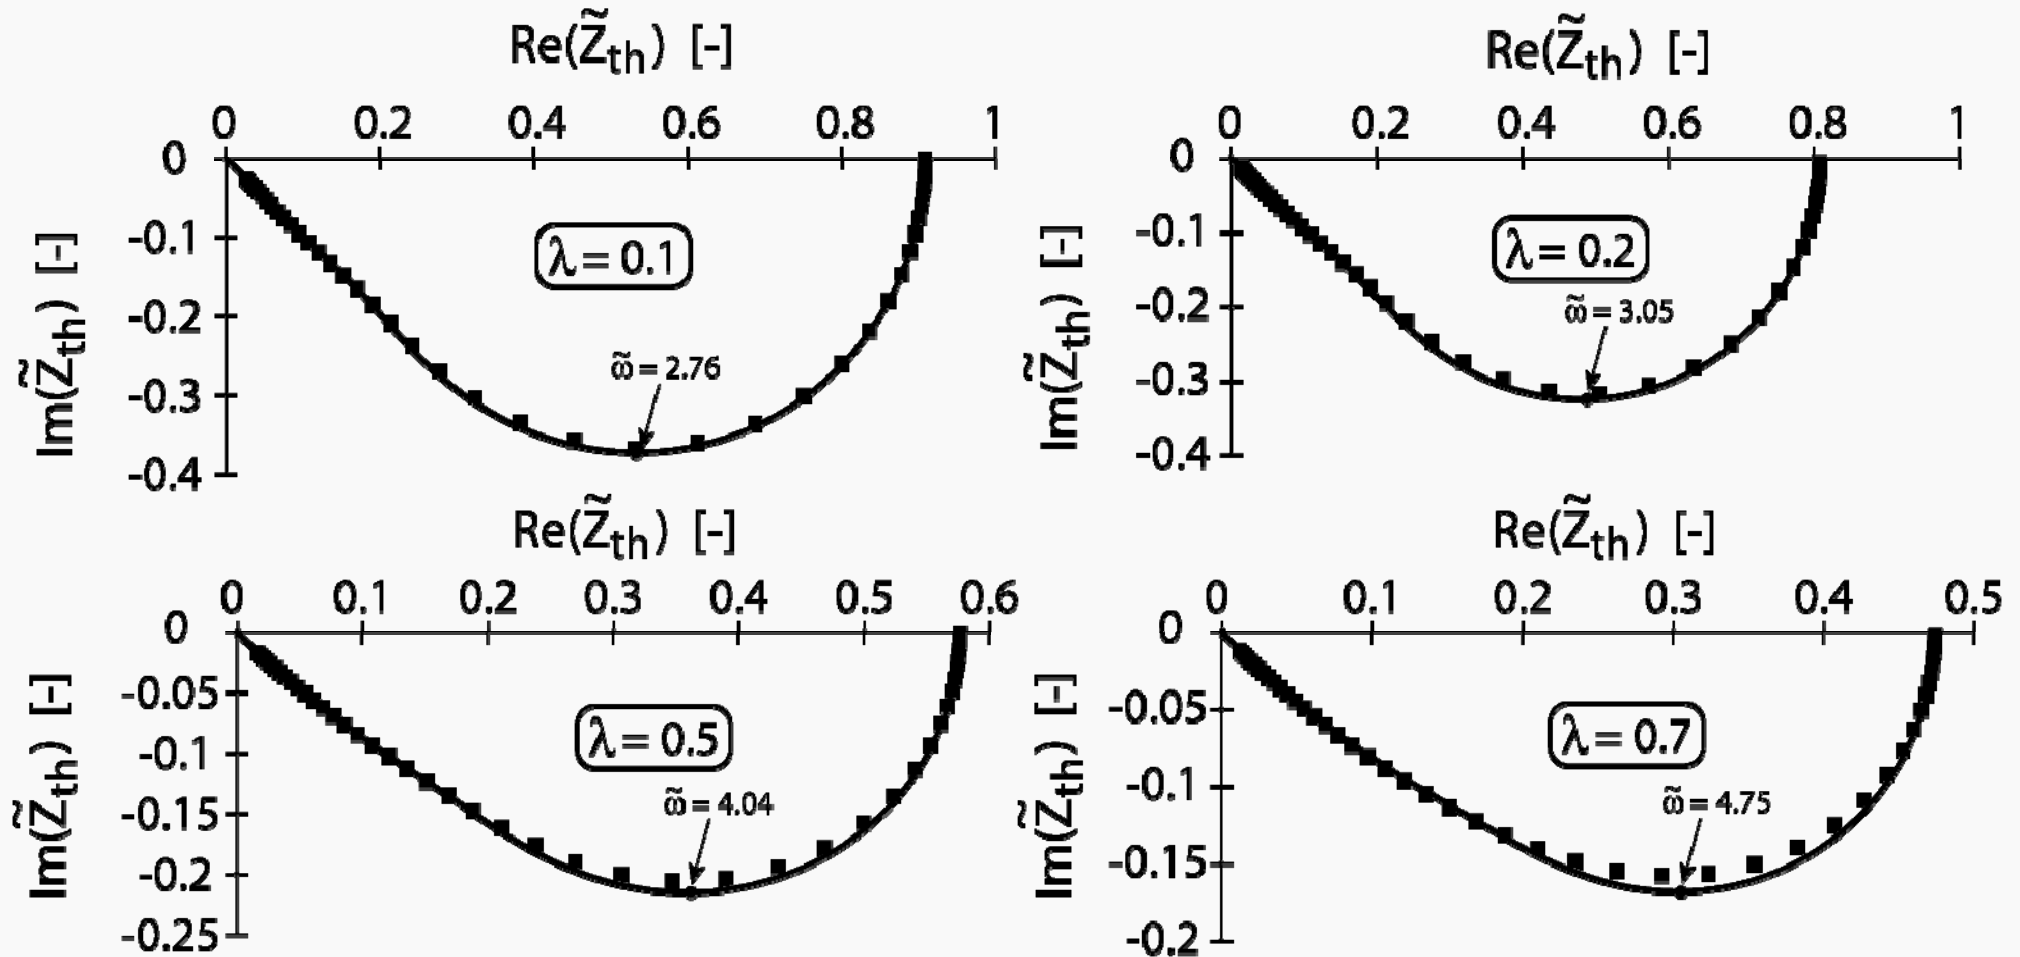 Re(Z̃th) [-]
0 0.2 0.4 0.6 0.8 1
0
-0.1
-0.2
-0.3
-0.4
Im(Z̃th) [-]
λ = 0.1
ω̃ = 2.76
Re(Z̃th) [-]
0 0.2 0.4 0.6 0.8 1
0
-0.1
-0.2
-0.3
-0.4
Im(Z̃th) [-]
λ = 0.2
ω̃ = 3.05
Re(Z̃th) [-]
0 0.1 0.2 0.3 0.4 0.5 0.6
0
-0.05
-0.1
-0.15
-0.2
-0.25
Im(Z̃th) [-]
λ = 0.5
ω̃ = 4.04
Re(Z̃th) [-]
0 0.1 0.2 0.3 0.4 0.5
0
-0.05
-0.1
-0.15
-0.2
Im(Z̃th) [-]
λ = 0.7
ω̃ = 4.75